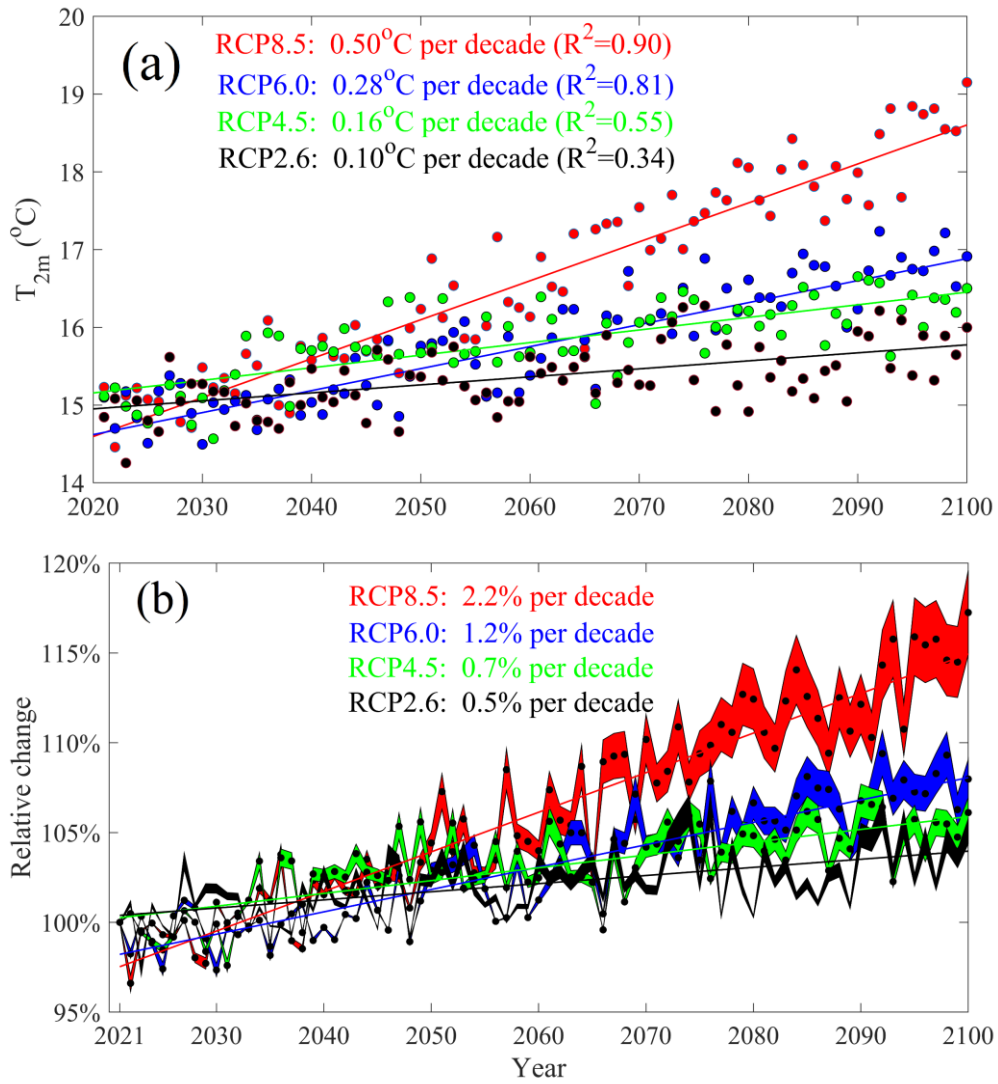 20
19
18
17
16
15
14
T2m (°C)
(a)
RCP8.5: 0.50°C per decade (R²=0.90)
RCP6.0: 0.28°C per decade (R²=0.81)
RCP4.5: 0.16°C per decade (R²=0.55)
RCP2.6: 0.10°C per decade (R²=0.34)
2020 2030 2040 2050 2060 2070 2080 2090 2100
120%
115%
110%
105%
100%
95%
Relative change
(b)
RCP8.5: 2.2% per decade
RCP6.0: 1.2% per decade
RCP4.5: 0.7% per decade
RCP2.6: 0.5% per decade
2021 2030 2040 2050 2060 2070 2080 2090 2100
Year